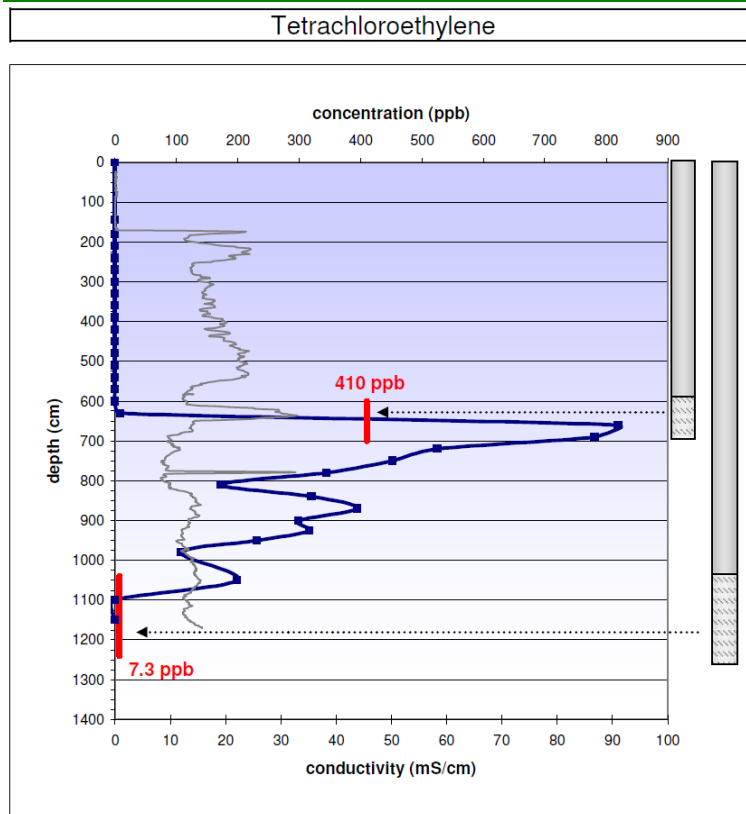 Tetrachloroethylene
concentration (ppb)
0 100 200 300 400 500 600 700 800 900
0
100
200
300
400
500
600
700
800
900
1000
1100
1200
1300
1400
depth (cm)
410 ppb
7.3 ppb
0 10 20 30 40 50 60 70 80 90 100
conductivity (mS/cm)